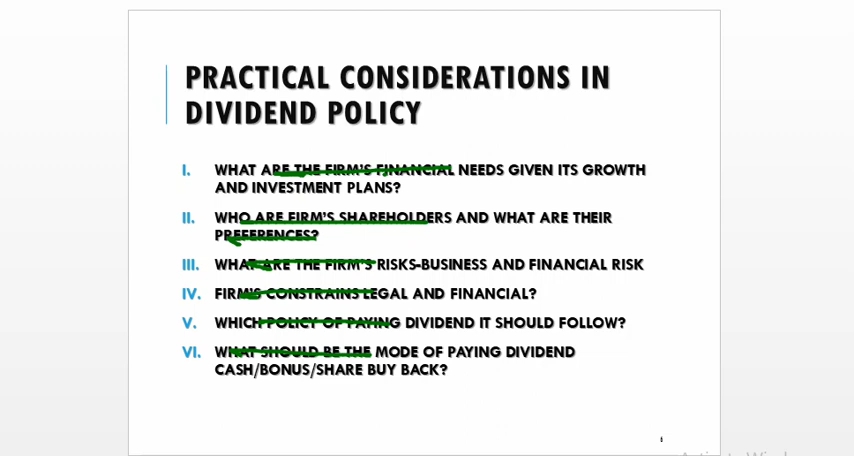 PRACTICAL CONSIDERATIONS IN
DIVIDEND POLICY
I. WHAT ARE THE FIRM'S FINANCIAL NEEDS GIVEN ITS GROWTH
AND INVESTMENT PLANS?
II. WHO ARE FIRM'S SHAREHOLDERS AND WHAT ARE THEIR
PREFERENCES?
III. WHAT ARE THE FIRM'S RISKS-BUSINESS AND FINANCIAL RISK
IV. FIRM'S CONSTRAINS LEGAL AND FINANCIAL?
V. WHICH POLICY OF PAYING DIVIDEND IT SHOULD FOLLOW?
VI. WHAT SHOULD BE THE MODE OF PAYING DIVIDEND
CASH/BONUS/SHARE BUY BACK?